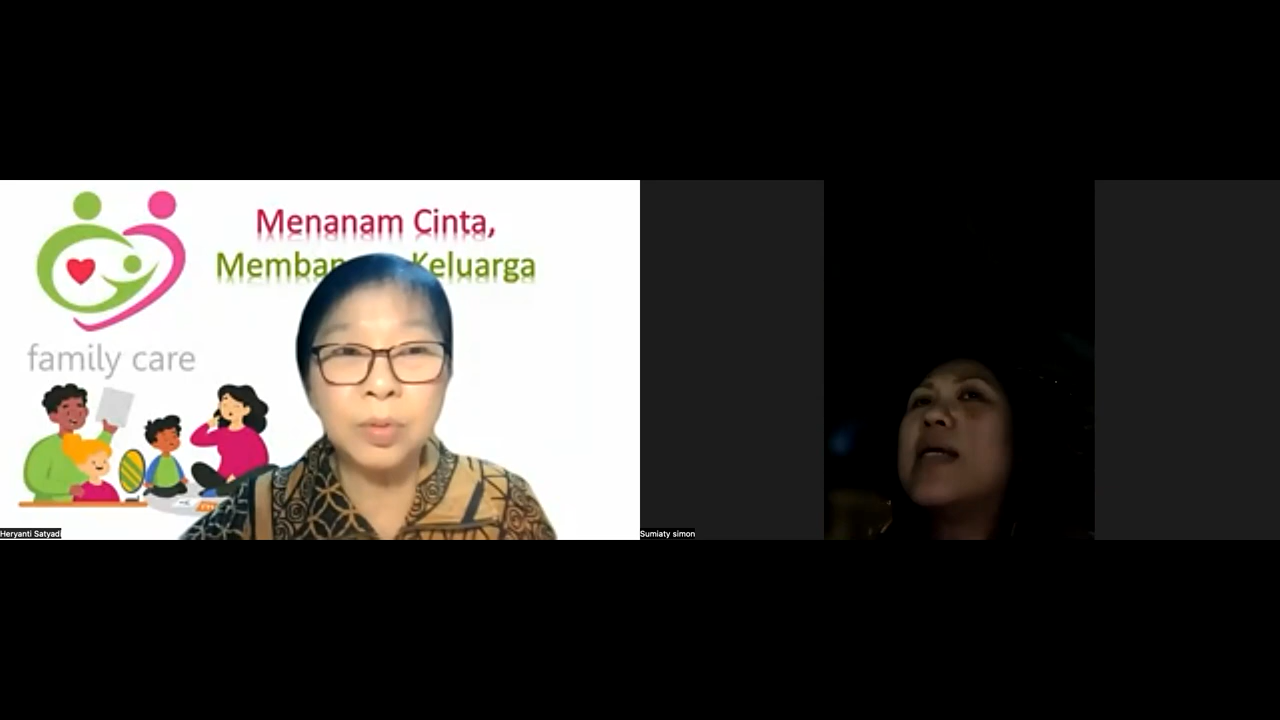 Menanam Cinta,
Keluarga
family care
Heryanti Satyadi
Sumiaty simon